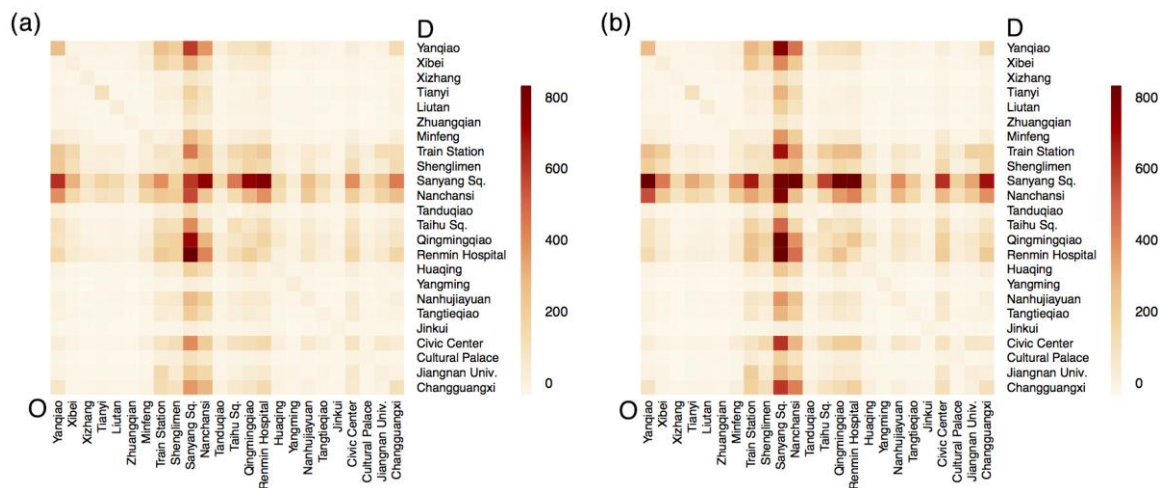 (a)
D
Yanqiao
Xibei
Xizhang
Tianyi
Liutan
Zhuangqian
Minfeng
Train Station
Shenglimen
Sanyang Sq.
Nanchansi
Tanduqiao
Taihu Sq.
Qingmingqiao
Renmin Hospital
Huaqing
Yangming
Nanhujiayuan
Tangtieqiao
Jinkui
Civic Center
Cultural Palace
Jiangnan Univ.
Changguangxi
800
600
400
200
0
O
Yanqiao
Xibei
Xizhang
Tianyi
Liutan
Zhuangqian
Minfeng
Train Station
Shenglimen
Sanyang Sq.
Nanchansi
Tanduqiao
Taihu Sq.
Qingmingqiao
Renmin Hospital
Huaqing
Yangming
Nanhujiayuan
Tangtieqiao
Jinkui
Civic Center
Cultural Palace
Jiangnan Univ.
Changguangxi
(b)
D
Yanqiao
Xibei
Xizhang
Tianyi
Liutan
Zhuangqian
Minfeng
Train Station
Shenglimen
Sanyang Sq.
Nanchansi
Tanduqiao
Taihu Sq.
Qingmingqiao
Renmin Hospital
Huaqing
Yangming
Nanhujiayuan
Tangtieqiao
Jinkui
Civic Center
Cultural Palace
Jiangnan Univ.
Changguangxi
800
600
400
200
0
O
Yanqiao
Xibei
Xizhang
Tianyi
Liutan
Zhuangqian
Minfeng
Train Station
Shenglimen
Sanyang Sq.
Nanchansi
Tanduqiao
Taihu Sq.
Qingmingqiao
Renmin Hospital
Huaqing
Yangming
Nanhujiayuan
Tangtieqiao
Jinkui
Civic Center
Cultural Palace
Jiangnan Univ.
Changguangxi